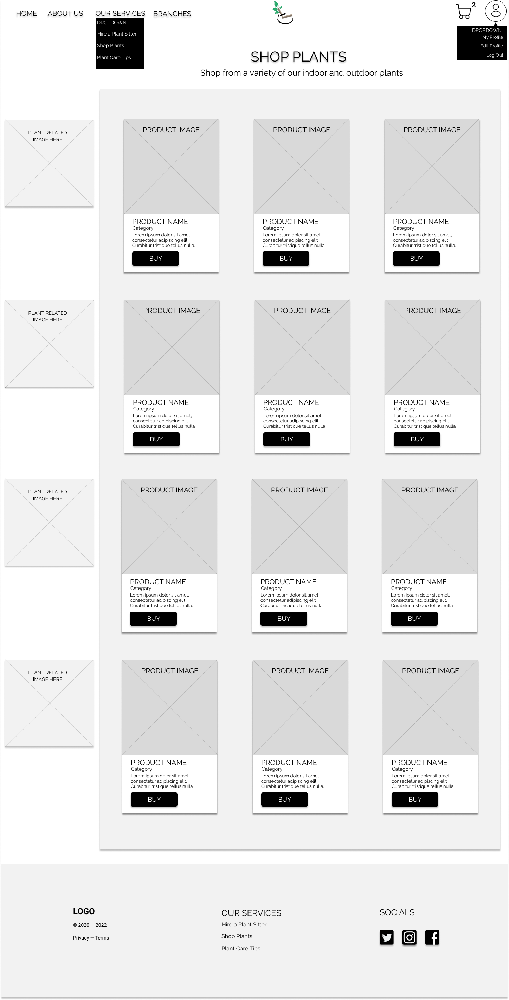 HOME ABOUT US OUR SERVICES BRANCHES
2
DROPDOWN
Hire a Plant Sitter
Shop Plants
Plant Care Tips
DROPDOWN
My Profile
Edit Profile
Log Out
SHOP PLANTS
Shop from a variety of our indoor and outdoor plants.
PLANT RELATED
IMAGE HERE
PRODUCT IMAGE
PRODUCT NAME
Category
Lorem ipsum dolor sit amet,
consectetur adipiscing elit.
Curabitur tristique tellus nulla.
BUY
PRODUCT IMAGE
PRODUCT NAME
Category
Lorem ipsum dolor sit amet,
consectetur adipiscing elit.
Curabitur tristique tellus nulla.
BUY
PRODUCT IMAGE
PRODUCT NAME
Category
Lorem ipsum dolor sit amet,
consectetur adipiscing elit.
Curabitur tristique tellus nulla.
BUY
PLANT RELATED
IMAGE HERE
PRODUCT IMAGE
PRODUCT NAME
Category
Lorem ipsum dolor sit amet,
consectetur adipiscing elit.
Curabitur tristique tellus nulla.
BUY
PRODUCT IMAGE
PRODUCT NAME
Category
Lorem ipsum dolor sit amet,
consectetur adipiscing elit.
Curabitur tristique tellus nulla.
BUY
PRODUCT IMAGE
PRODUCT NAME
Category
Lorem ipsum dolor sit amet,
consectetur adipiscing elit.
Curabitur tristique tellus nulla.
BUY
PLANT RELATED
IMAGE HERE
PRODUCT IMAGE
PRODUCT NAME
Category
Lorem ipsum dolor sit amet,
consectetur adipiscing elit.
Curabitur tristique tellus nulla.
BUY
PRODUCT IMAGE
PRODUCT NAME
Category
Lorem ipsum dolor sit amet,
consectetur adipiscing elit.
Curabitur tristique tellus nulla.
BUY
PRODUCT IMAGE
PRODUCT NAME
Category
Lorem ipsum dolor sit amet,
consectetur adipiscing elit.
Curabitur tristique tellus nulla.
BUY
PLANT RELATED
IMAGE HERE
PRODUCT IMAGE
PRODUCT NAME
Category
Lorem ipsum dolor sit amet,
consectetur adipiscing elit.
Curabitur tristique tellus nulla.
BUY
PRODUCT IMAGE
PRODUCT NAME
Category
Lorem ipsum dolor sit amet,
consectetur adipiscing elit.
Curabitur tristique tellus nulla.
BUY
PRODUCT IMAGE
PRODUCT NAME
Category
Lorem ipsum dolor sit amet,
consectetur adipiscing elit.
Curabitur tristique tellus nulla.
BUY
LOGO
© 2020 — 2022
Privacy — Terms
OUR SERVICES
Hire a Plant Sitter
Shop Plants
Plant Care Tips
SOCIALS